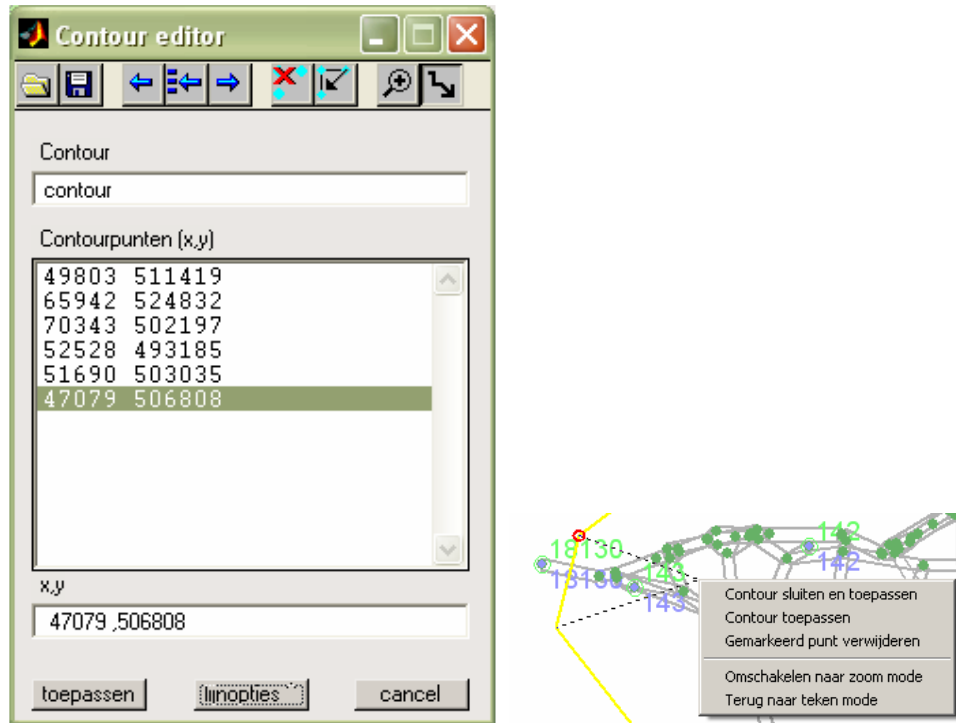 Contour editor
Contour
contour
Contourpunten (x,y)
49803 511419
65942 524832
70343 502197
52528 493185
51690 503035
47079 506808
x,y
47079 ,506808
toepassen
lijnopties
cancel
18130
142
18130
143
142
143
Contour sluiten en toepassen
Contour toepassen
Gemarkeerd punt verwijderen
Omschakelen naar zoom mode
Terug naar teken mode